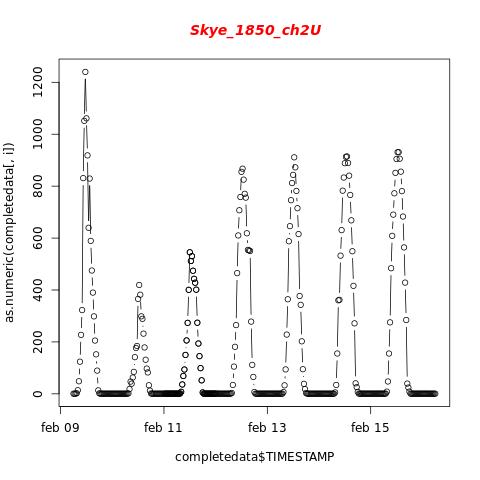 Skye_1850_ch2U
as.numeric(completedata[, i])
1200
1000
800
600
400
200
0
feb 09
feb 11
feb 13
feb 15
completedata$TIMESTAMP